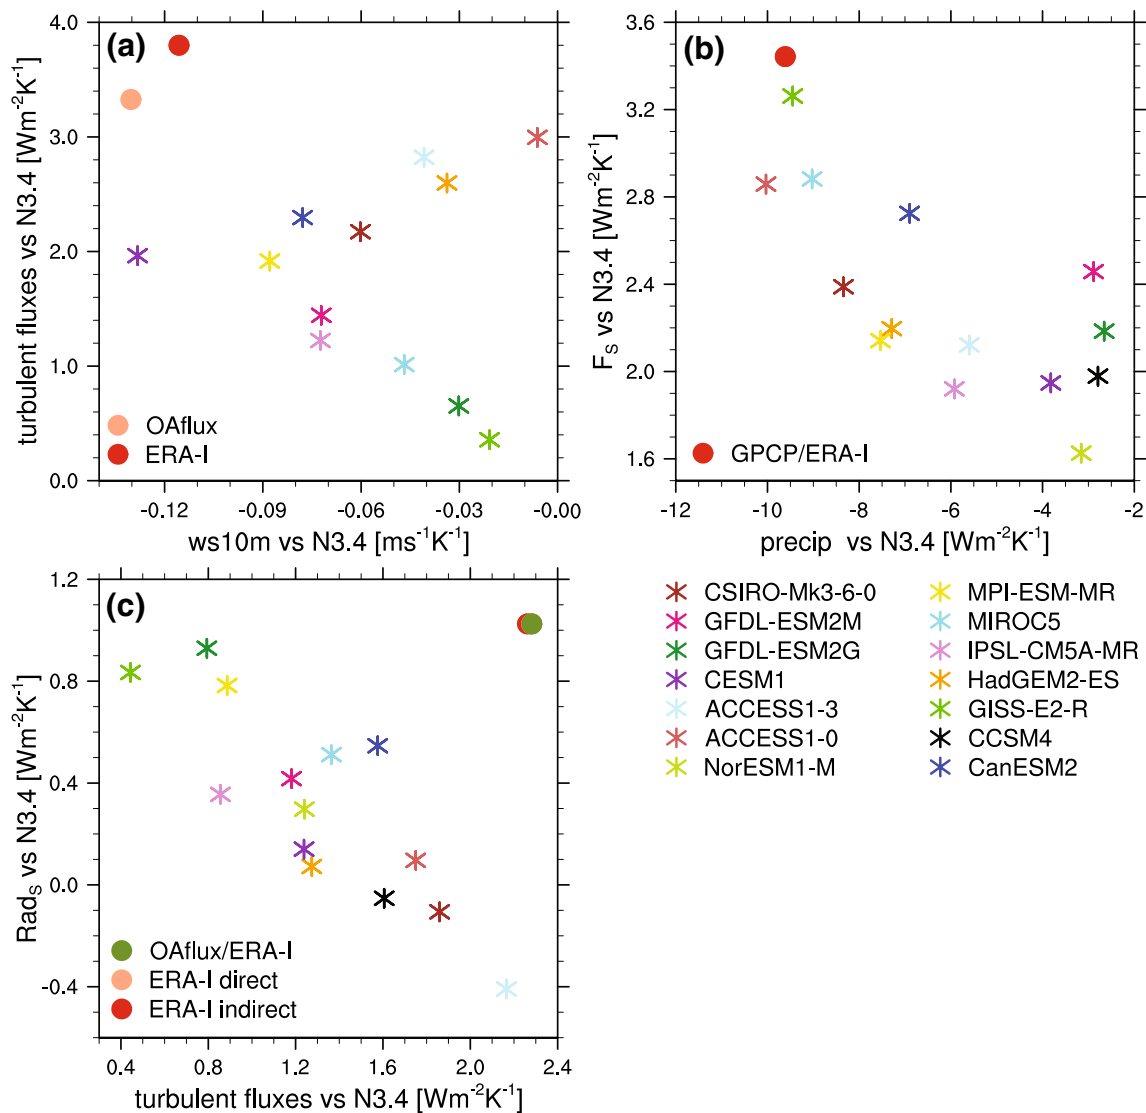 (a)
4.0
3.0
2.0
1.0
0.0
turbulent fluxes vs N3.4 [Wm⁻²K⁻¹]
OAflux
ERA-I
-0.12
-0.09
-0.06
-0.03
-0.00
ws10m vs N3.4 [ms⁻¹K⁻¹]
(b)
3.6
3.2
2.8
2.4
2.0
1.6
F_S vs N3.4 [Wm⁻²K⁻¹]
GPCP/ERA-I
-12
-10
-8
-6
-4
-2
precip vs N3.4 [Wm⁻²K⁻¹]
(c)
1.2
0.8
0.4
0.0
-0.4
Rad_S vs N3.4 [Wm⁻²K⁻¹]
OAflux/ERA-I
ERA-I direct
ERA-I indirect
0.4
0.8
1.2
1.6
2.0
2.4
turbulent fluxes vs N3.4 [Wm⁻²K⁻¹]
CSIRO-Mk3-6-0
GFDL-ESM2M
GFDL-ESM2G
CESM1
ACCESS1-3
ACCESS1-0
NorESM1-M
MPI-ESM-MR
MIROC5
IPSL-CM5A-MR
HadGEM2-ES
GISS-E2-R
CCSM4
CanESM2